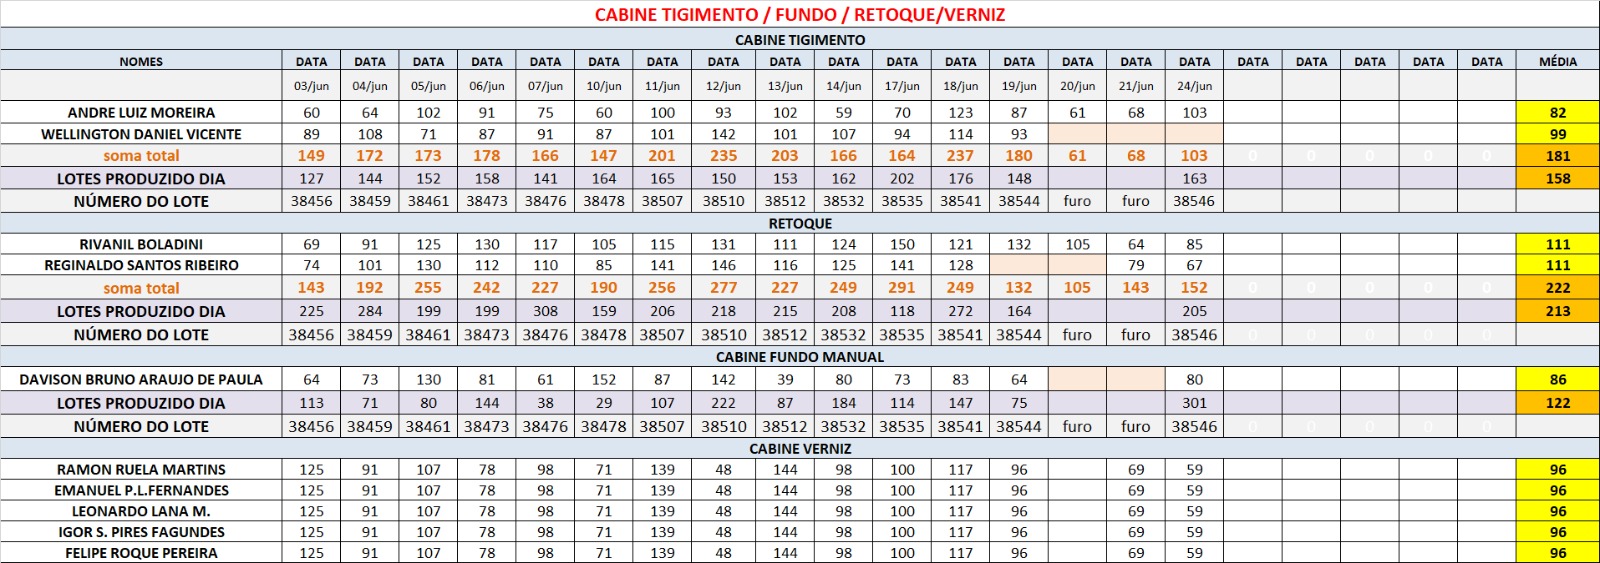 CABINE TIGIMENTO / FUNDO / RETOQUE/VERNIZ
CABINE TIGIMENTO
NOMES DATA DATA DATA DATA DATA DATA DATA DATA DATA DATA DATA DATA DATA DATA DATA DATA DATA DATA DATA DATA DATA MÉDIA
03/jun 04/jun 05/jun 06/jun 07/jun 10/jun 11/jun 12/jun 13/jun 14/jun 17/jun 18/jun 19/jun 20/jun 21/jun 24/jun
ANDRE LUIZ MOREIRA 60 64 102 91 75 60 100 93 102 59 70 123 87 61 68 103 82
WELLINGTON DANIEL VICENTE 89 108 71 87 91 87 101 142 101 107 94 114 93 99
soma total 149 172 173 178 166 147 201 235 203 166 164 237 180 61 68 103 0 0 0 0 0 181
LOTES PRODUZIDO DIA 127 144 152 158 141 164 165 150 153 162 202 176 148 163 158
NÚMERO DO LOTE 38456 38459 38461 38473 38476 38478 38507 38510 38512 38532 38535 38541 38544 furo furo 38546
RETOQUE
RIVANIL BOLADINI 69 91 125 130 117 105 115 131 111 124 150 121 132 105 64 85 111
REGINALDO SANTOS RIBEIRO 74 101 130 112 110 85 141 146 116 125 141 128 79 67 111
soma total 143 192 255 242 227 190 256 277 227 249 291 249 132 105 143 152 0 0 0 0 0 222
LOTES PRODUZIDO DIA 225 284 199 199 308 159 206 218 215 208 118 272 164 205 213
NÚMERO DO LOTE 38456 38459 38461 38473 38476 38478 38507 38510 38512 38532 38535 38541 38544 furo furo 38546 0 0 0 0 0
CABINE FUNDO MANUAL
DAVISON BRUNO ARAUJO DE PAULA 64 73 130 81 61 152 87 142 39 80 73 83 64 80 86
LOTES PRODUZIDO DIA 113 71 80 144 38 29 107 222 87 184 114 147 75 301 122
NÚMERO DO LOTE 38456 38459 38461 38473 38476 38478 38507 38510 38512 38532 38535 38541 38544 furo furo 38546 0 0 0 0 0
CABINE VERNIZ
RAMON RUELA MARTINS 125 91 107 78 98 71 139 48 144 98 100 117 96 69 59 96
EMANUEL P.L.FERNANDES 125 91 107 78 98 71 139 48 144 98 100 117 96 69 59 96
LEONARDO LANA M. 125 91 107 78 98 71 139 48 144 98 100 117 96 69 59 96
IGOR S. PIRES FAGUNDES 125 91 107 78 98 71 139 48 144 98 100 117 96 69 59 96
FELIPE ROQUE PEREIRA 125 91 107 78 98 71 139 48 144 98 100 117 96 69 59 96